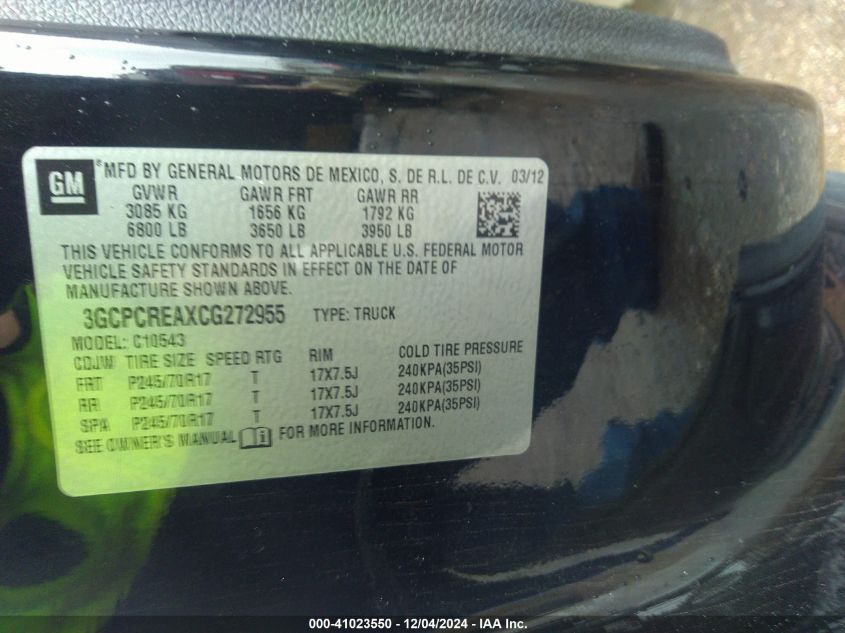 GM
MFD BY GENERAL MOTORS DE MEXICO, S. DE R.L. DE C.V. 03/12
GVWR GAWR FRT GAWR RR
3085 KG 1656 KG 1792 KG
6800 LB 3650 LB 3950 LB
THIS VEHICLE CONFORMS TO ALL APPLICABLE U.S. FEDERAL MOTOR
VEHICLE SAFETY STANDARDS IN EFFECT ON THE DATE OF
MANUFACTURE SHOWN ABOVE.
3GCPCREAXCG272955 TYPE: TRUCK
MODEL: C10543
TIRE SIZE SPEED RTG RIM COLD TIRE PRESSURE
FRT P245/70R17 T 17X7.5J 240KPA(35PSI)
RR P245/70R17 T 17X7.5J 240KPA(35PSI)
SPA P245/70R17 T 17X7.5J 240KPA(35PSI)
SEE OWNER'S MANUAL FOR MORE INFORMATION.
000-41023550 - 12/04/2024 - IAA Inc.